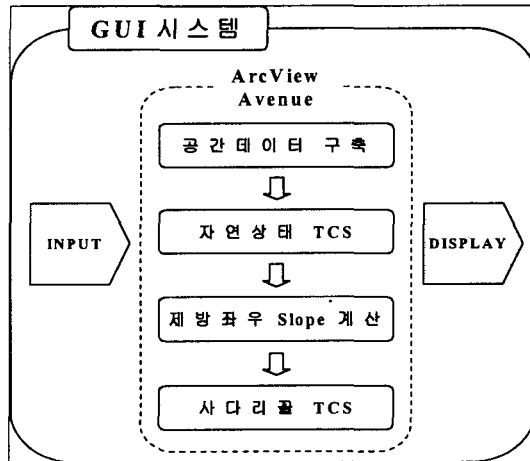 GUI 시스템
ArcView
Avenue
공간데이터 구축
INPUT
자연상태 TCS
DISPLAY
제방좌우 Slope 계산
사다리꼴 TCS